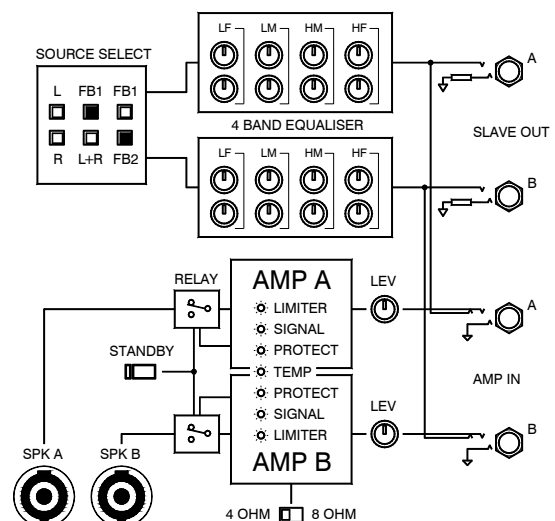 SOURCE SELECT
L FB1 FB1
R L+R FB2
LF LM HM HF
4 BAND EQUALISER
LF LM HM HF
A
SLAVE OUT
B
RELAY
AMP A
LEV
LIMITER
SIGNAL
PROTECT
A
STANDBY
TEMP
AMP IN
PROTECT
SIGNAL
LIMITER
LEV
B
SPK A SPK B
AMP B
4 OHM 8 OHM